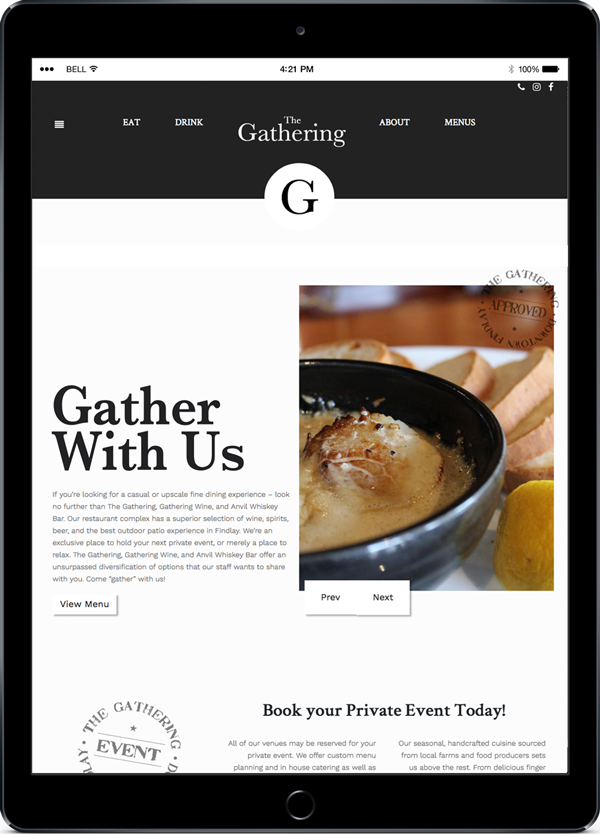 BELL
4:21 PM
100%
EAT
DRINK
The
Gathering
ABOUT
MENUS
G
THE GATHERING
APPROVED
DOWNTOWN FINDLAY
Gather
With Us
If you're looking for a casual or upscale fine dining experience – look
no further than The Gathering, Gathering Wine, and Anvil Whiskey
Bar. Our restaurant complex has a superior selection of wine, spirits,
beer, and the best outdoor patio experience in Findlay. We're an
exclusive place to hold your next private event, or merely a place to
relax. The Gathering, Gathering Wine, and Anvil Whiskey Bar offer an
unsurpassed diversification of options that our staff wants to share
with you. Come "gather" with us!
View Menu
Prev
Next
THE GATHERING
EVENT
Book your Private Event Today!
All of our venues may be reserved for your
private event. We offer custom menu
planning and in house catering as well as
Our seasonal, handcrafted cuisine sourced
from local farms and food producers sets
us above the rest. From delicious finger